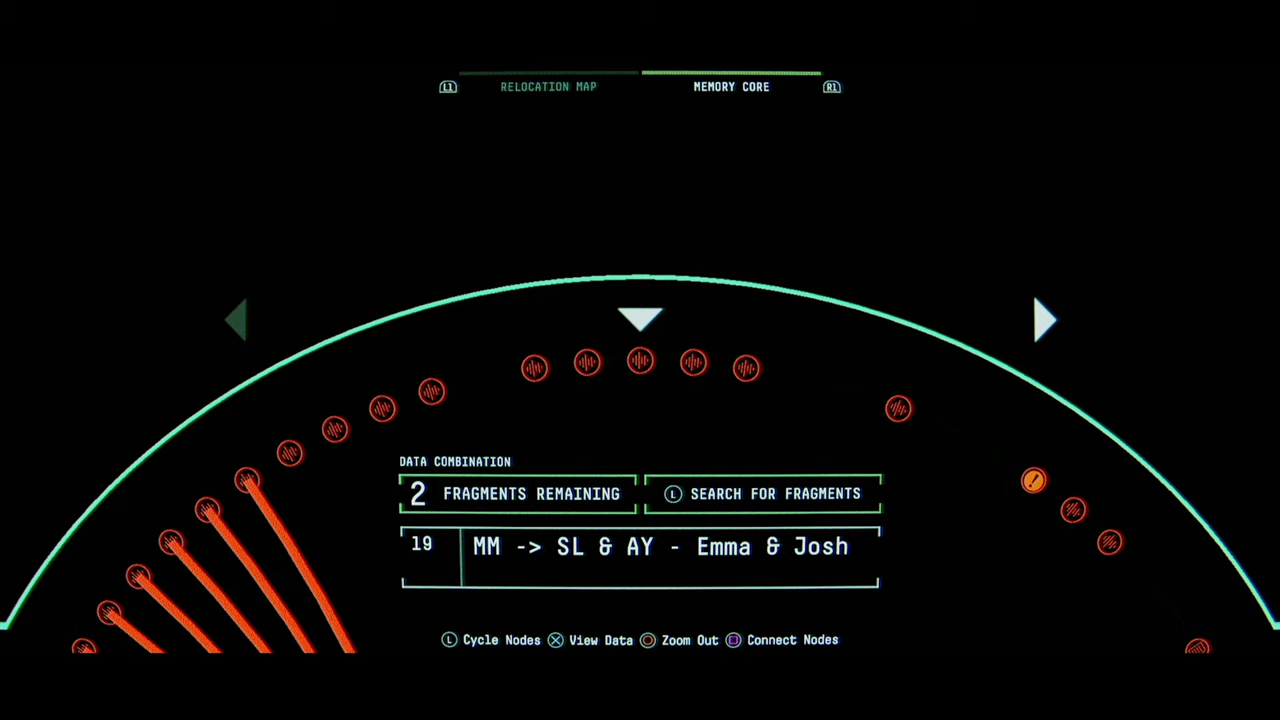 L1 RELOCATION MAP MEMORY CORE R1
DATA COMBINATION
2 FRAGMENTS REMAINING L SEARCH FOR FRAGMENTS
19 MM -> SL & AY - Emma & Josh
L Cycle Nodes View Data Zoom Out Connect Nodes